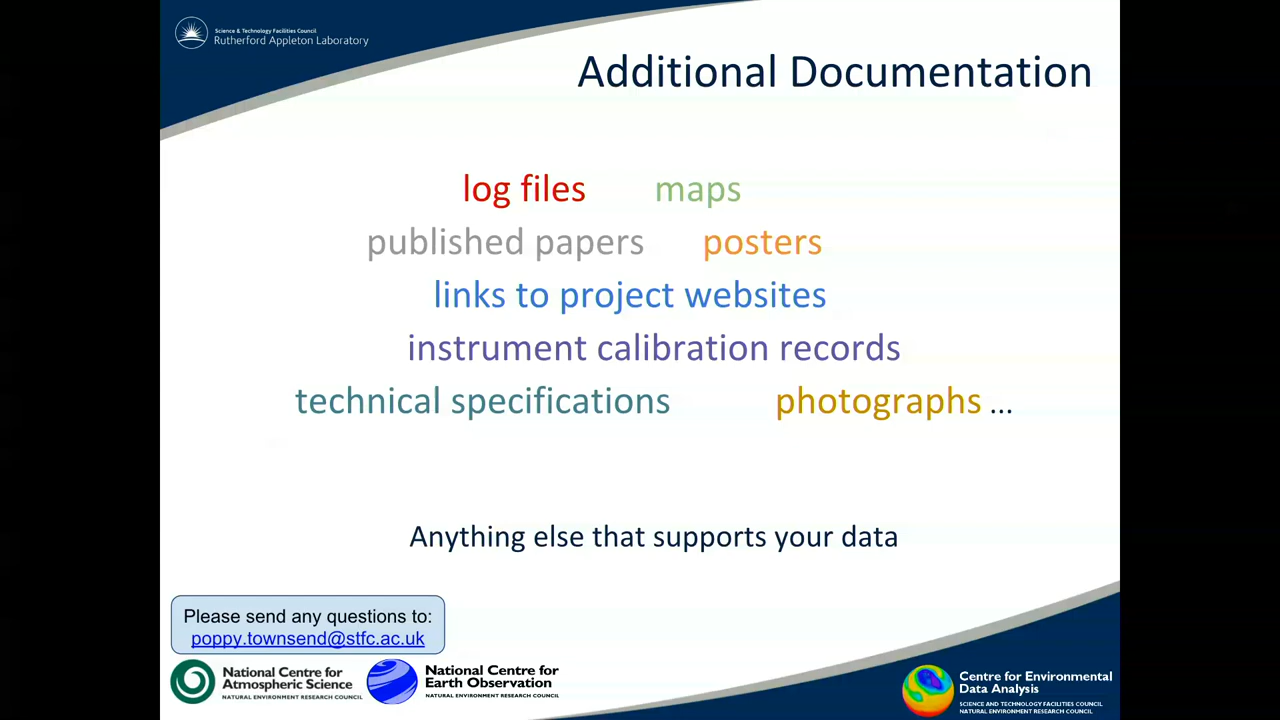 Science & Technology Facilities Council
Rutherford Appleton Laboratory
Additional Documentation
log files maps
published papers posters
links to project websites
instrument calibration records
technical specifications photographs ...
Anything else that supports your data
Please send any questions to:
poppy.townsend@stfc.ac.uk
National Centre for
Atmospheric Science
NATURAL ENVIRONMENT RESEARCH COUNCIL
National Centre for
Earth Observation
NATURAL ENVIRONMENT RESEARCH COUNCIL
Centre for Environmental
Data Analysis
SCIENCE AND TECHNOLOGY FACILITIES COUNCIL
NATURAL ENVIRONMENT RESEARCH COUNCIL